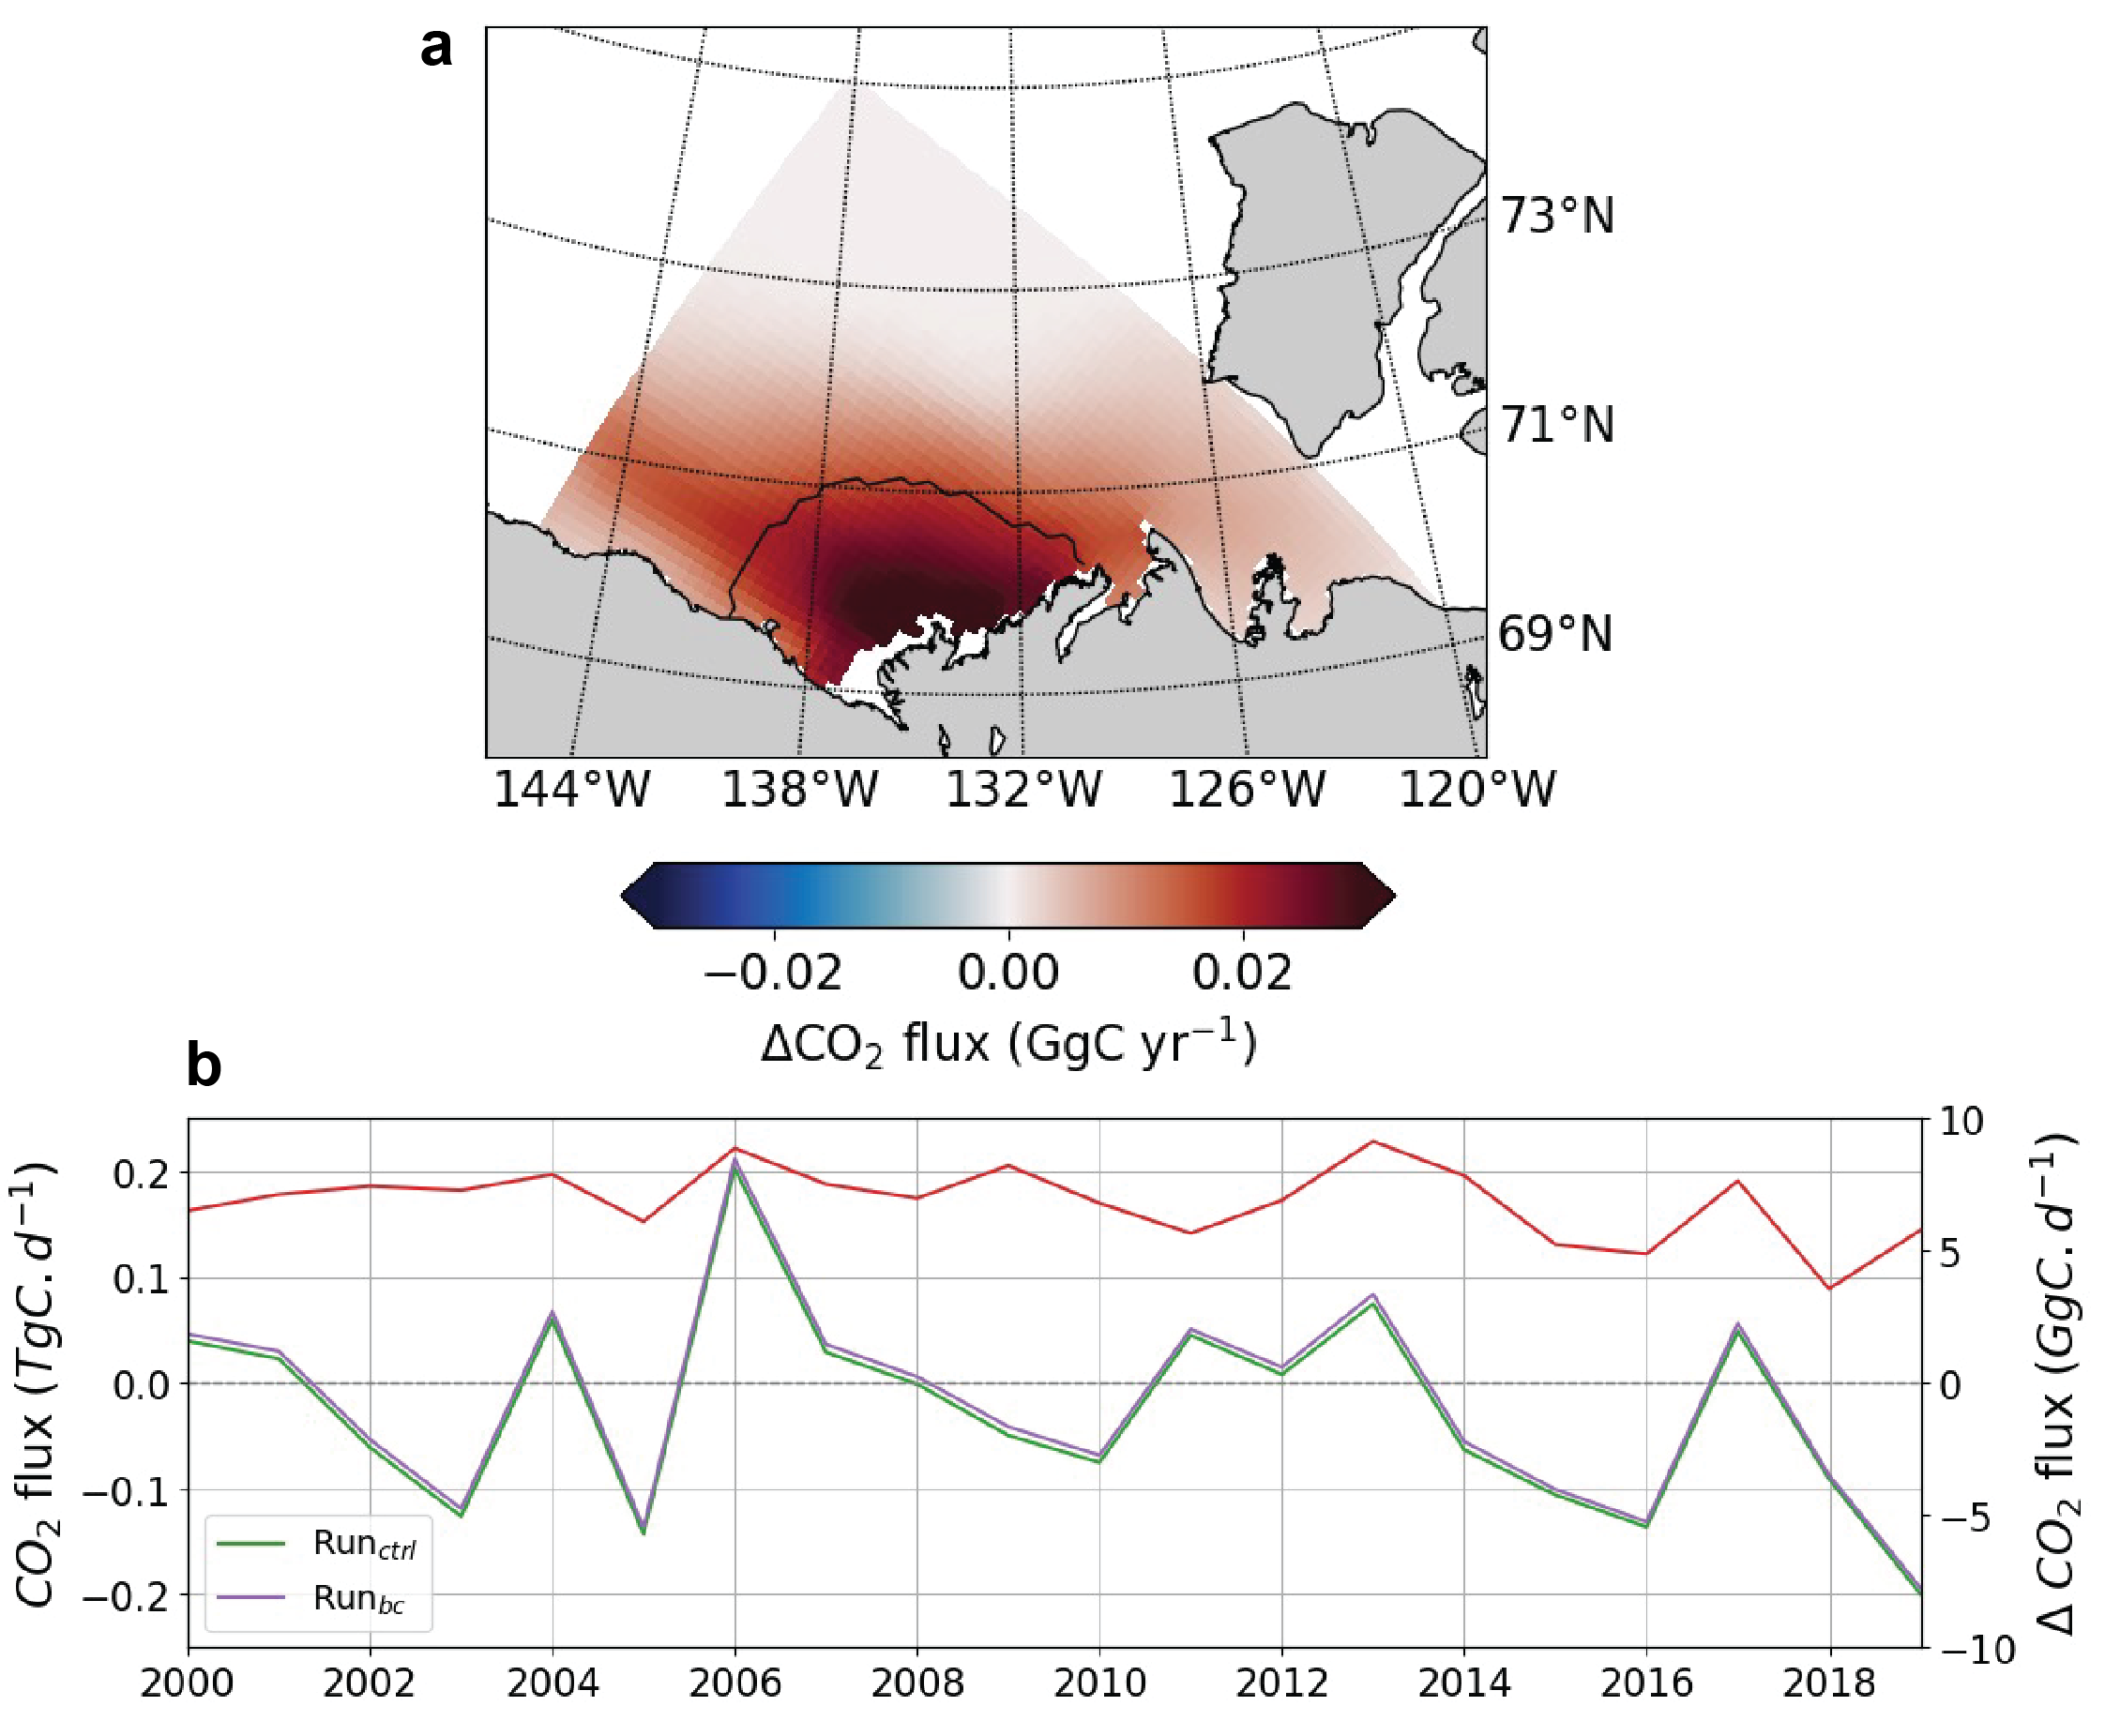 a
73°N
71°N
69°N
144°W 138°W 132°W 126°W 120°W
−0.02 0.00 0.02
ΔCO₂ flux (GgC yr⁻¹)
b
CO₂ flux (TgC.d⁻¹)
0.2
0.1
0.0
−0.1
−0.2
Run_ctrl
Run_bc
10
5
0
−5
−10
Δ CO₂ flux (GgC.d⁻¹)
2000 2002 2004 2006 2008 2010 2012 2014 2016 2018